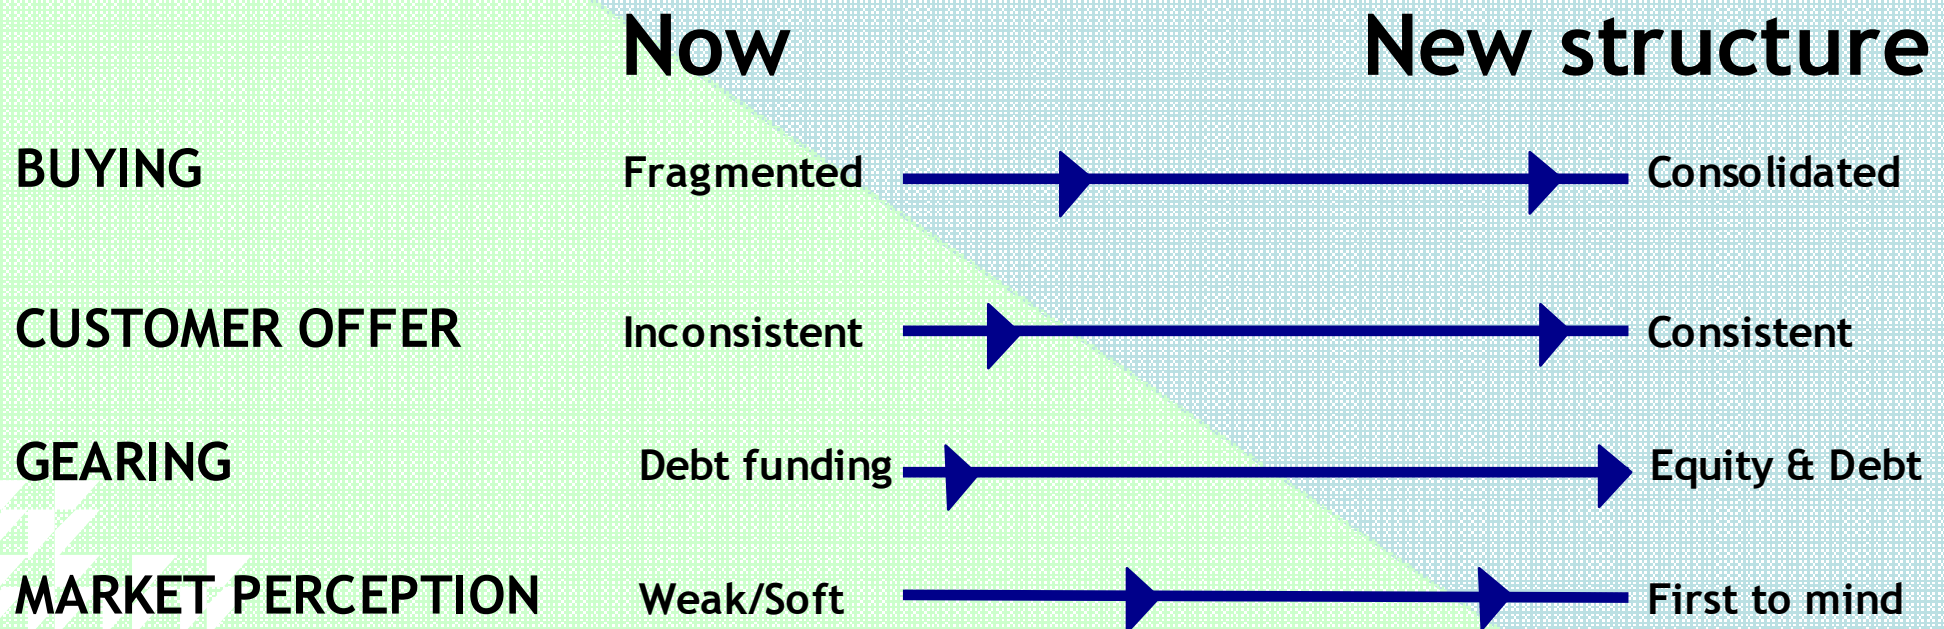 Now New structure
BUYING Fragmented Consolidated
CUSTOMER OFFER Inconsistent Consistent
GEARING Debt funding Equity & Debt
MARKET PERCEPTION Weak/Soft First to mind